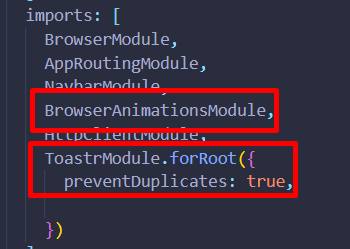 imports: [
BrowserModule,
AppRoutingModule,
NavbarModule,
BrowserAnimationsModule,
HttpClientModule,
ToastrModule.forRoot({
preventDuplicates: true,
})